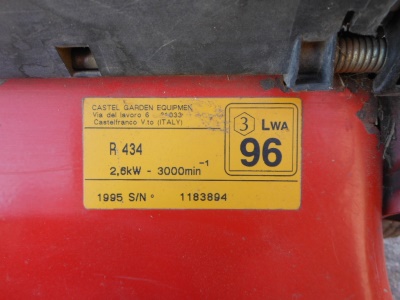 CASTEL GARDEN EQUIPMEN
Via del lavoro 6 31033
Castelfranco V.to (ITALY)
3 LWA
96
R 434
2,6kW - 3000min⁻¹
1995 S/N° 1183894